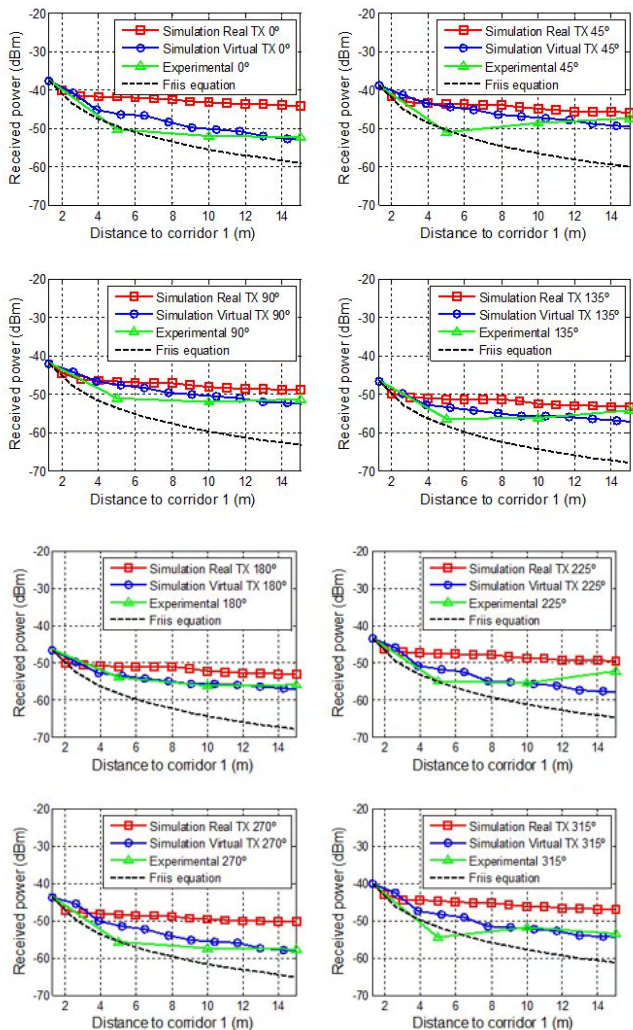 -20
-30
-40
-50
-60
-70
Received power (dBm)
Simulation Real TX 0º
Simulation Virtual TX 0º
Experimental 0º
Friis equation
2 4 6 8 10 12 14
Distance to corridor 1 (m)
-20
-30
-40
-50
-60
-70
Received power (dBm)
Simulation Real TX 45º
Simulation Virtual TX 45º
Experimental 45º
Friis equation
2 4 6 8 10 12 14
Distance to corridor 1 (m)
-20
-30
-40
-50
-60
-70
Received power (dBm)
Simulation Real TX 90º
Simulation Virtual TX 90º
Experimental 90º
Friis equation
2 4 6 8 10 12 14
Distance to corridor 1 (m)
-20
-30
-40
-50
-60
-70
Received power (dBm)
Simulation Real TX 135º
Simulation Virtual TX 135º
Experimental 135º
Friis equation
2 4 6 8 10 12 14
Distance to corridor 1 (m)
-20
-30
-40
-50
-60
-70
Received power (dBm)
Simulation Real TX 180º
Simulation Virtual TX 180º
Experimental 180º
Friis equation
2 4 6 8 10 12 14
Distance to corridor 1 (m)
-20
-30
-40
-50
-60
-70
Received power (dBm)
Simulation Real TX 225º
Simulation Virtual TX 225º
Experimental 225º
Friis equation
2 4 6 8 10 12 14
Distance to corridor 1 (m)
-20
-30
-40
-50
-60
-70
Received power (dBm)
Simulation Real TX 270º
Simulation Virtual TX 270º
Experimental 270º
Friis equation
2 4 6 8 10 12 14
Distance to corridor 1 (m)
-20
-30
-40
-50
-60
-70
Received power (dBm)
Simulation Real TX 315º
Simulation Virtual TX 315º
Experimental 315º
Friis equation
2 4 6 8 10 12 14
Distance to corridor 1 (m)